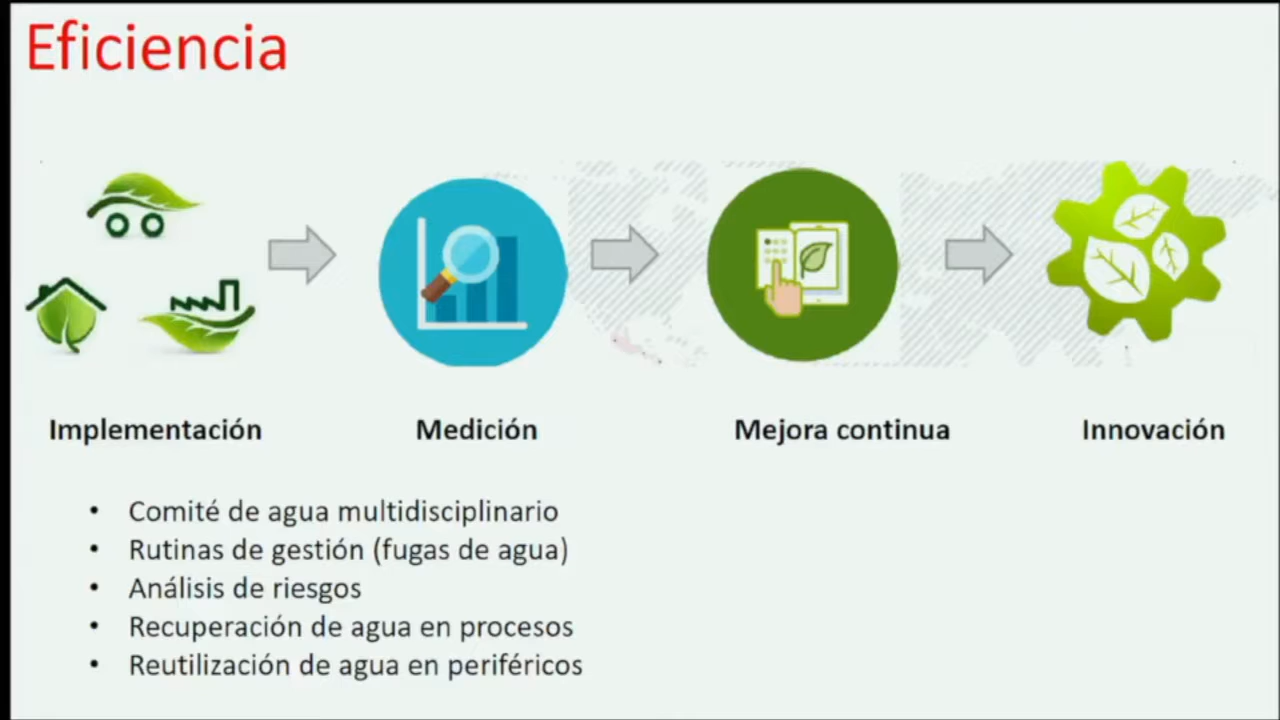 Eficiencia
Implementación
Medición
Mejora continua
Innovación
• Comité de agua multidisciplinario
• Rutinas de gestión (fugas de agua)
• Análisis de riesgos
• Recuperación de agua en procesos
• Reutilización de agua en periféricos